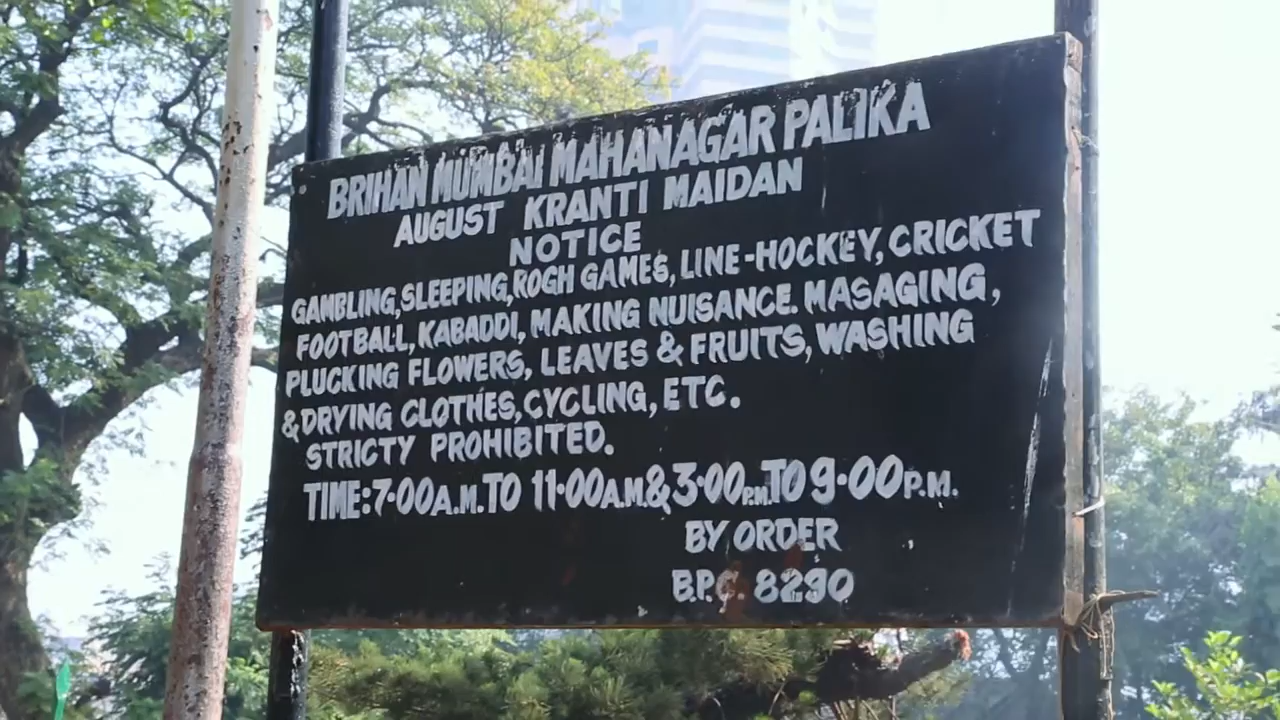 BRIHAN MUMBAI MAHANAGAR PALIKA
AUGUST KRANTI MAIDAN
NOTICE
GAMBLING,SLEEPING,ROGH GAMES, LINE-HOCKEY, CRICKET
FOOTBALL, KABADDI, MAKING NUISANCE. MASAGING,
PLUCKING FLOWERS, LEAVES & FRUITS, WASHING
& DRYING CLOTHES, CYCLING, ETC.
STRICTY PROHIBITED.
TIME:7·00A.M.TO 11·00A.M.& 3·00P.M.TO 9·00P.M.
BY ORDER
B.P.C. 8290